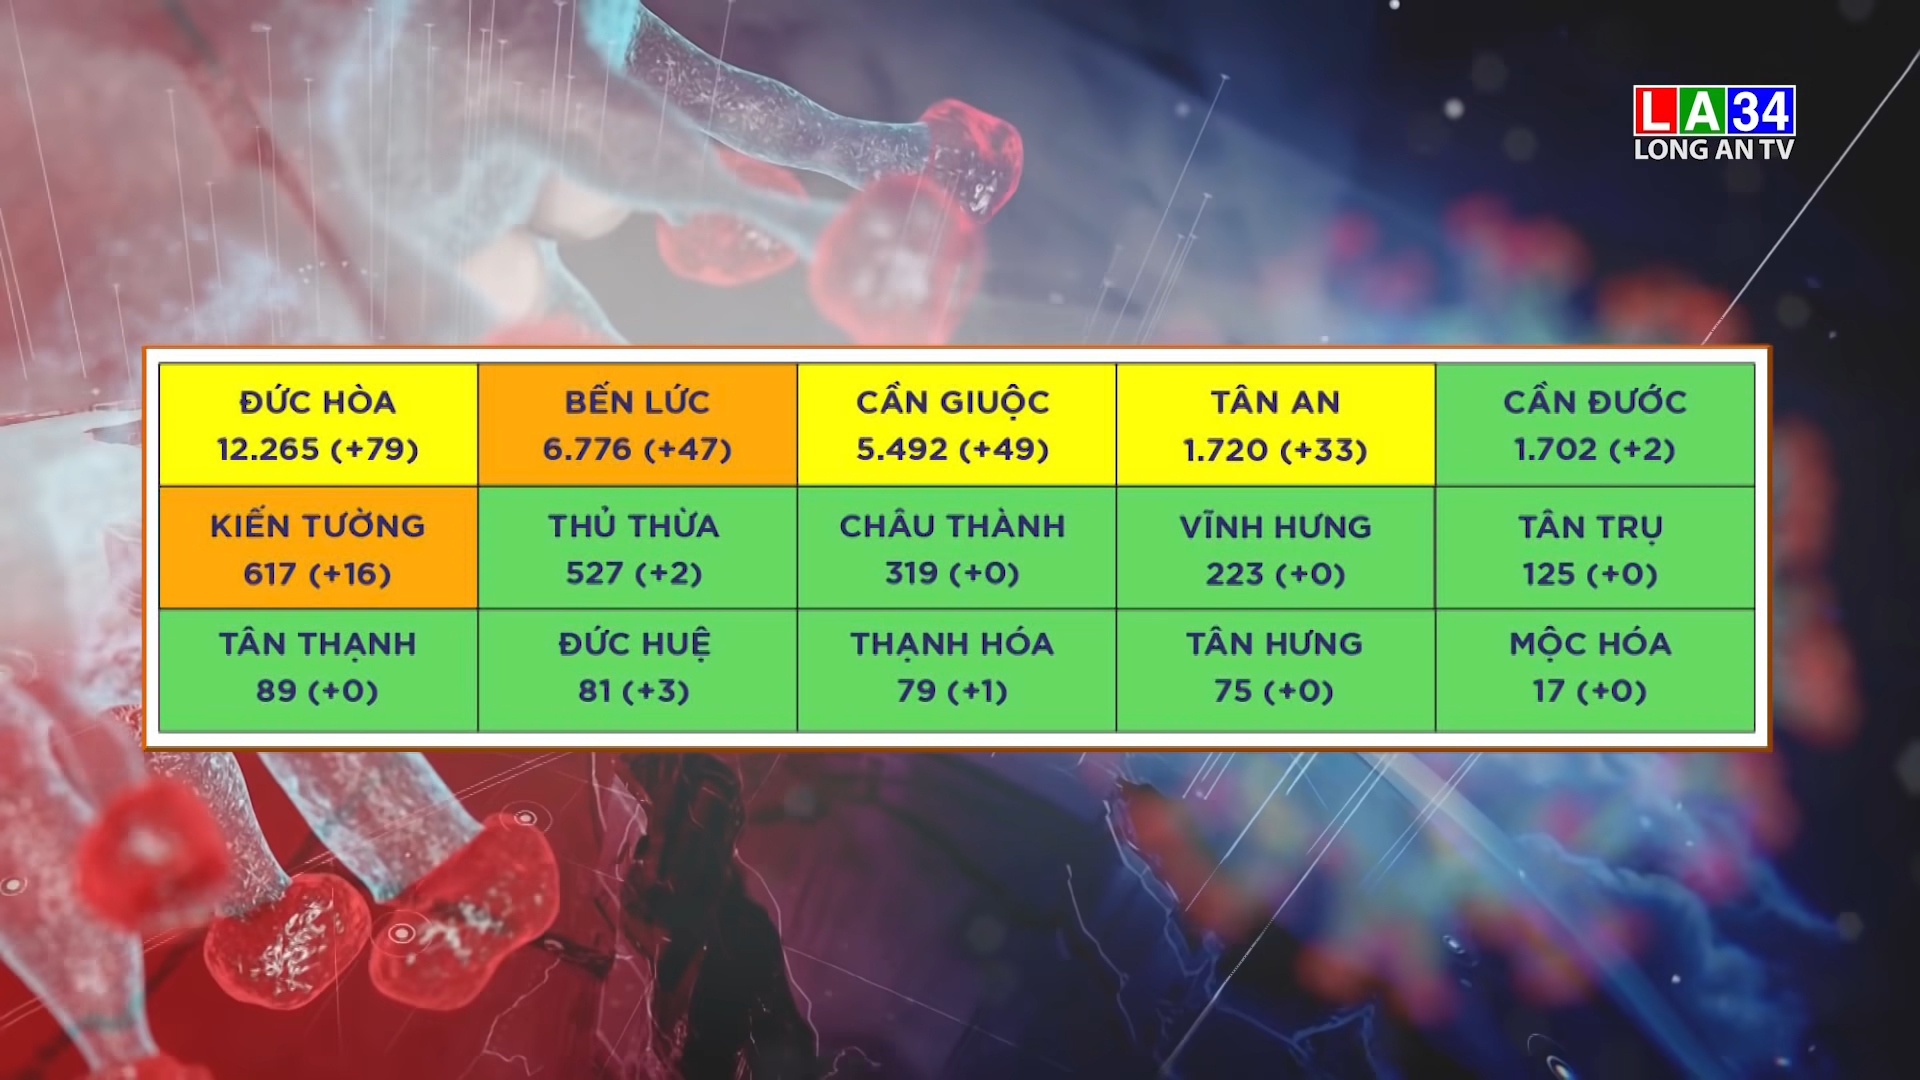 LA34
LONG AN TV
ĐỨC HÒA
12.265 (+79)
BẾN LỨC
6.776 (+47)
CẦN GIUỘC
5.492 (+49)
TÂN AN
1.720 (+33)
CẦN ĐƯỚC
1.702 (+2)
KIẾN TƯỜNG
617 (+16)
THỦ THỪA
527 (+2)
CHÂU THÀNH
319 (+0)
VĨNH HƯNG
223 (+0)
TÂN TRỤ
125 (+0)
TÂN THẠNH
89 (+0)
ĐỨC HUỆ
81 (+3)
THẠNH HÓA
79 (+1)
TÂN HƯNG
75 (+0)
MỘC HÓA
17 (+0)